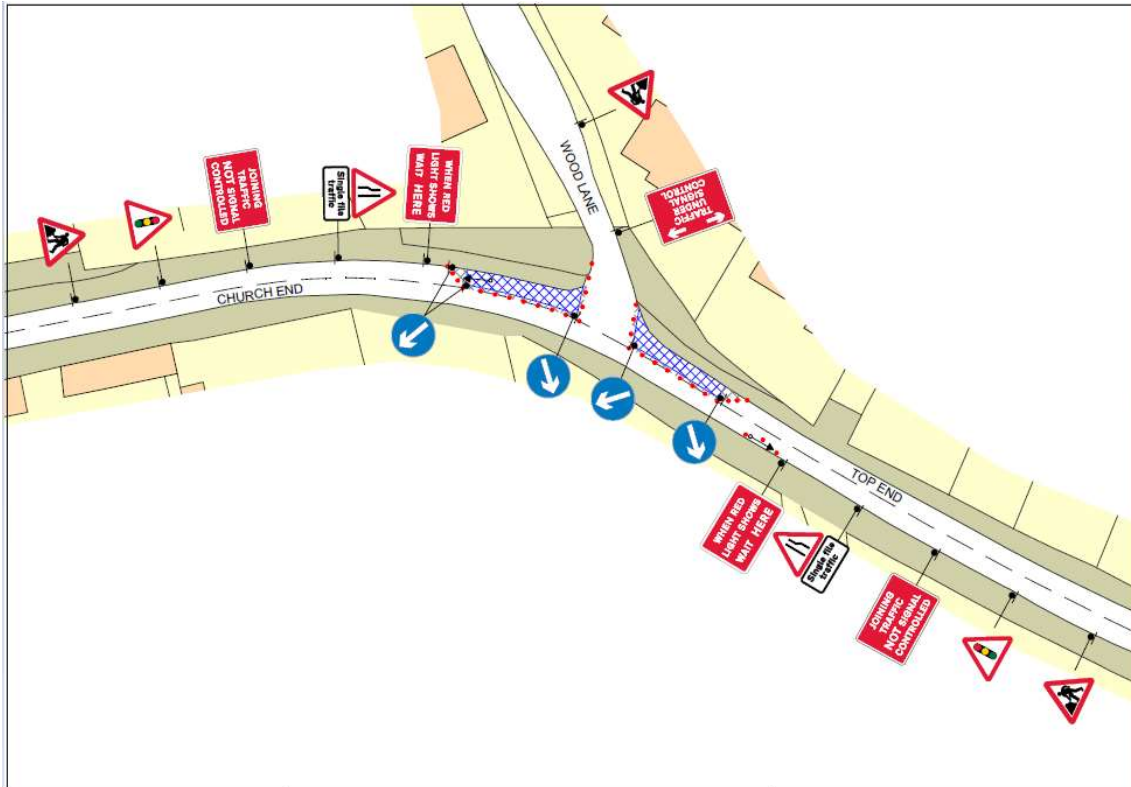 WOOD LANE
TRAFFIC
UNDER
SIGNAL
CONTROL
JOINING
TRAFFIC
NOT SIGNAL
CONTROLLED
Single file
traffic
WHEN RED
LIGHT SHOWS
WAIT HERE
CHURCH END
TOP END
WHEN RED
LIGHT SHOWS
WAIT HERE
Single file
traffic
JOINING
TRAFFIC
NOT SIGNAL
CONTROLLED